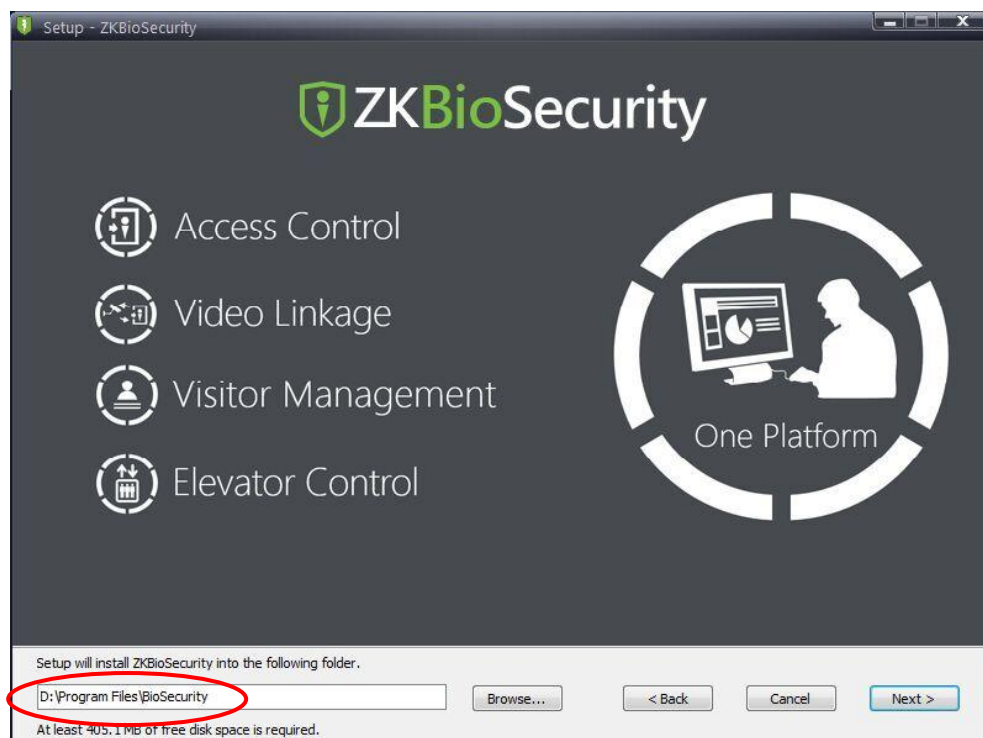 Setup - ZKBioSecurity
ZKBioSecurity
Access Control
Video Linkage
Visitor Management
Elevator Control
One Platform
Setup will install ZKBioSecurity into the following folder.
D:\Program Files\BioSecurity Browse... < Back Cancel Next >
At least 405.1 MB of free disk space is required.